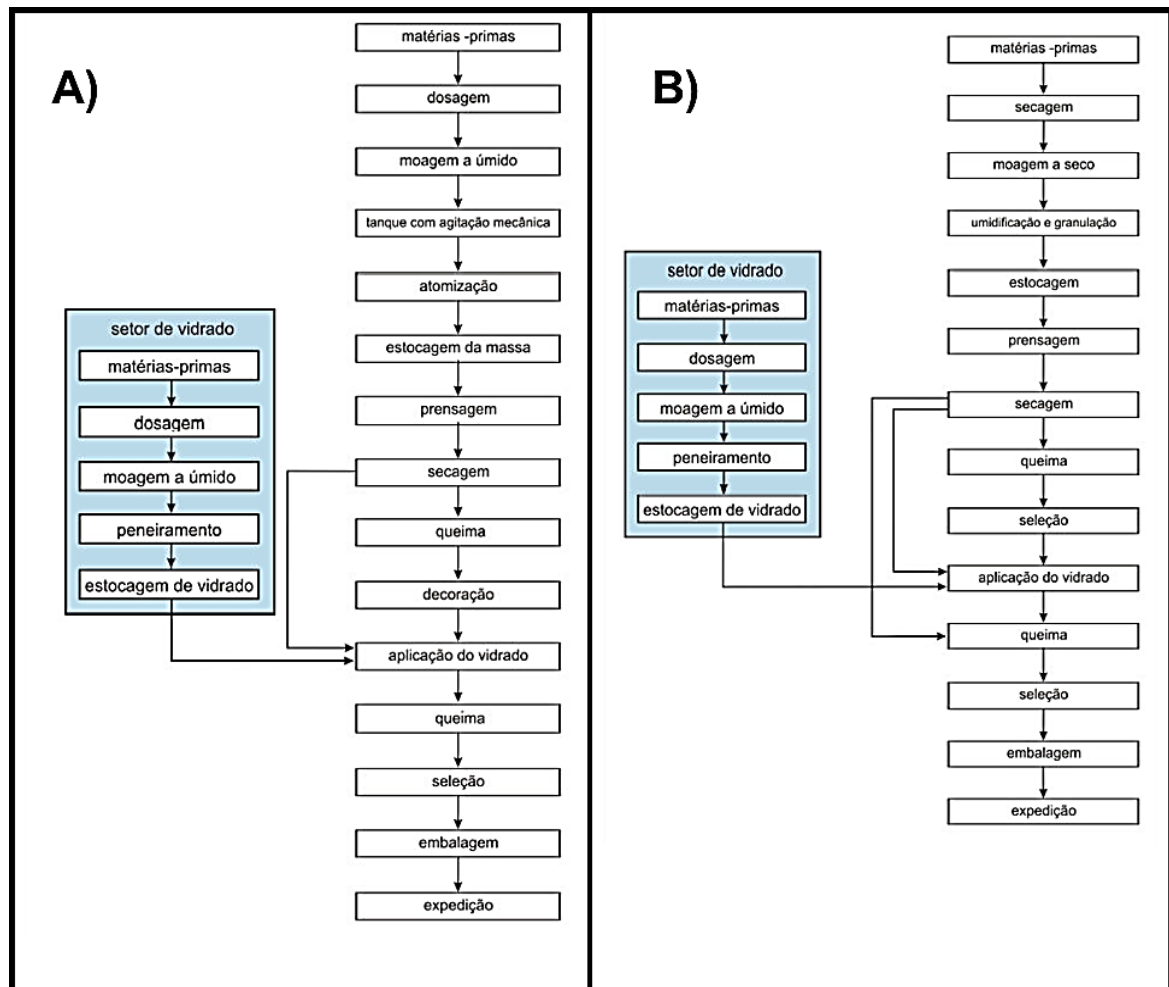 A)
matérias -primas
dosagem
moagem a úmido
tanque com agitação mecânica
atomização
estocagem da massa
prensagem
secagem
queima
decoração
aplicação do vidrado
queima
seleção
embalagem
expedição
setor de vidrado
matérias-primas
dosagem
moagem a úmido
peneiramento
estocagem de vidrado
B)
matérias -primas
secagem
moagem a seco
umidificação e granulação
estocagem
prensagem
secagem
queima
seleção
aplicação do vidrado
queima
seleção
embalagem
expedição
setor de vidrado
matérias-primas
dosagem
moagem a úmido
peneiramento
estocagem de vidrado